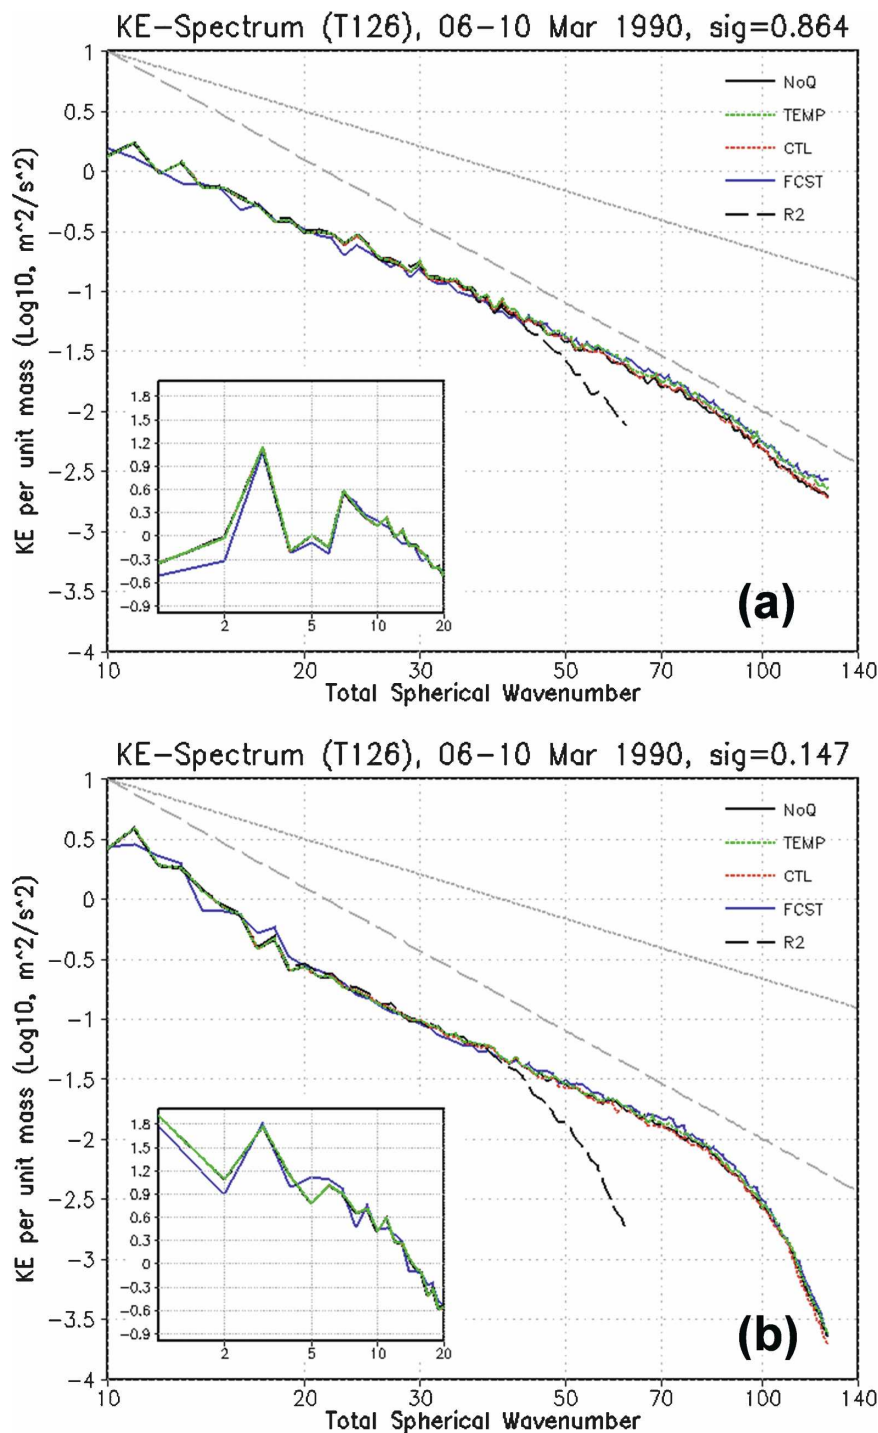 KE-Spectrum (T126), 06-10 Mar 1990, sig=0.864
KE per unit mass (Log10, m^2/s^2)
1
0.5
0
-0.5
-1
-1.5
-2
-2.5
-3
-3.5
-4
NoQ
TEMP
CTL
FCST
R2
1.8
1.5
1.2
0.9
0.6
0.3
0
-0.3
-0.6
-0.9
2 5 10 20
(a)
10 20 30 50 70 100 140
Total Spherical Wavenumber
KE-Spectrum (T126), 06-10 Mar 1990, sig=0.147
KE per unit mass (Log10, m^2/s^2)
1
0.5
0
-0.5
-1
-1.5
-2
-2.5
-3
-3.5
-4
NoQ
TEMP
CTL
FCST
R2
1.8
1.5
1.2
0.9
0.6
0.3
0
-0.3
-0.6
-0.9
2 5 10 20
(b)
10 20 30 50 70 100 140
Total Spherical Wavenumber